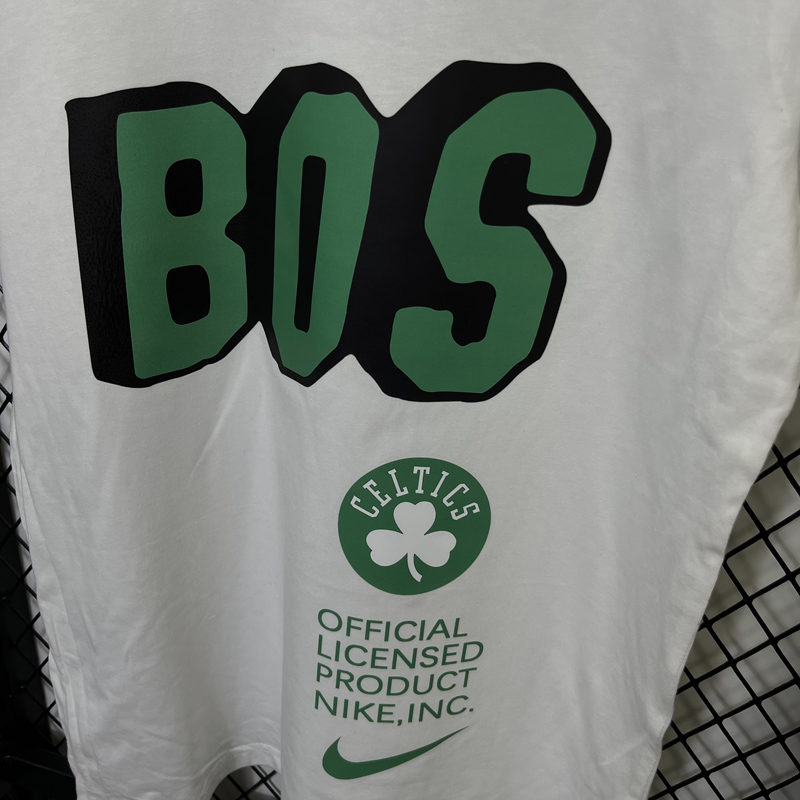 BOS
CELTICS
OFFICIAL
LICENSED
PRODUCT
NIKE, INC.